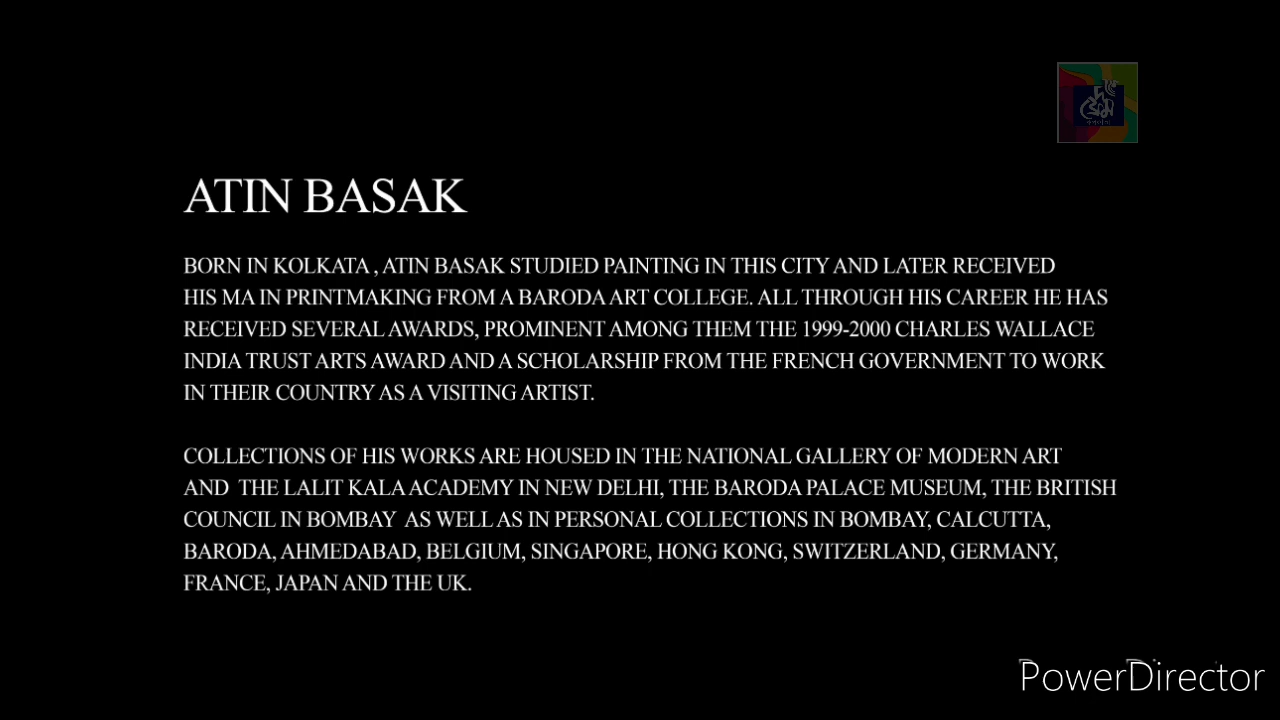 ATIN BASAK
BORN IN KOLKATA , ATIN BASAK STUDIED PAINTING IN THIS CITY AND LATER RECEIVED
HIS MA IN PRINTMAKING FROM A BARODA ART COLLEGE. ALL THROUGH HIS CAREER HE HAS
RECEIVED SEVERAL AWARDS, PROMINENT AMONG THEM THE 1999-2000 CHARLES WALLACE
INDIA TRUST ARTS AWARD AND A SCHOLARSHIP FROM THE FRENCH GOVERNMENT TO WORK
IN THEIR COUNTRY AS A VISITING ARTIST.
COLLECTIONS OF HIS WORKS ARE HOUSED IN THE NATIONAL GALLERY OF MODERN ART
AND THE LALIT KALA ACADEMY IN NEW DELHI, THE BARODA PALACE MUSEUM, THE BRITISH
COUNCIL IN BOMBAY AS WELL AS IN PERSONAL COLLECTIONS IN BOMBAY, CALCUTTA,
BARODA, AHMEDABAD, BELGIUM, SINGAPORE, HONG KONG, SWITZERLAND, GERMANY,
FRANCE, JAPAN AND THE UK.
PowerDirector